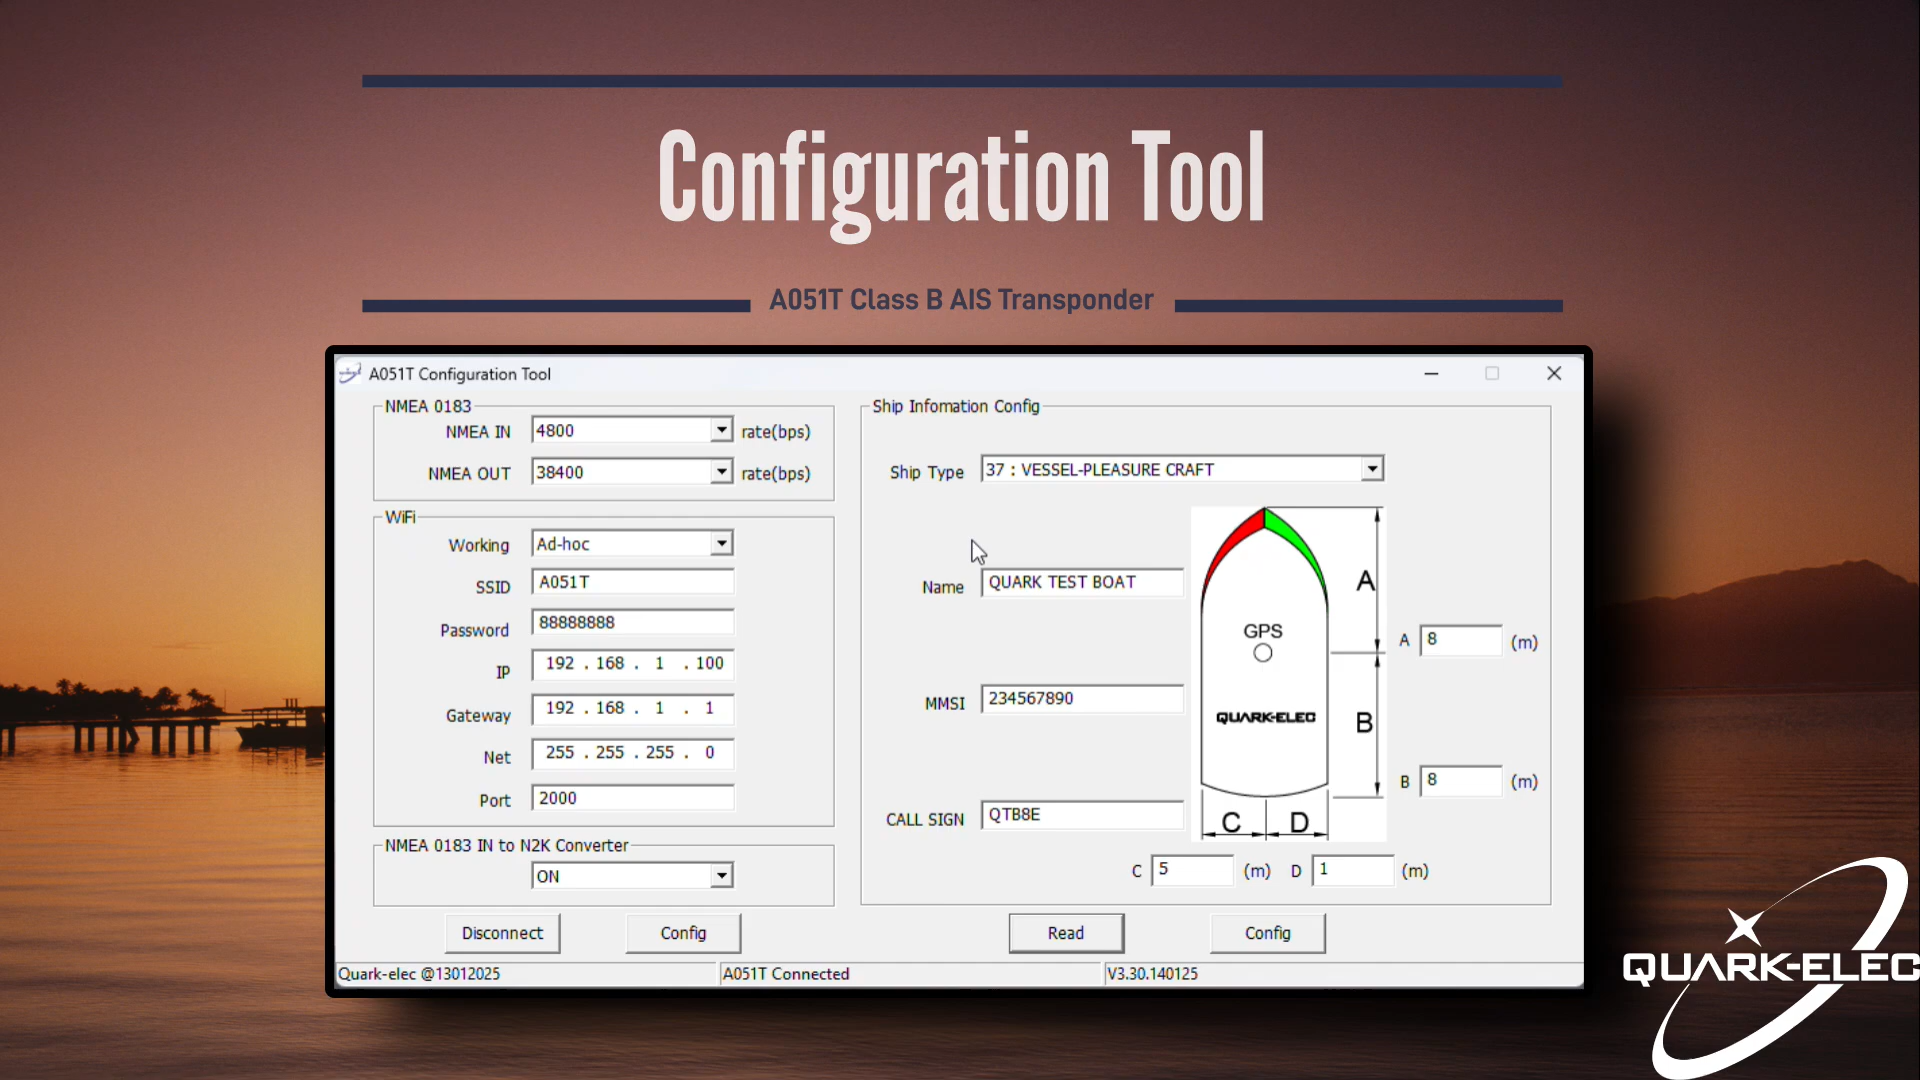 Configuration Tool
A051T Class B AIS Transponder
A051T Configuration Tool
NMEA 0183
NMEA IN 4800 rate(bps)
NMEA OUT 38400 rate(bps)
WiFi
Working Ad-hoc
SSID A051T
Password 88888888
IP 192 . 168 . 1 . 100
Gateway 192 . 168 . 1 . 1
Net 255 . 255 . 255 . 0
Port 2000
NMEA 0183 IN to N2K Converter
ON
Disconnect Config
Ship Infomation Config
Ship Type 37 : VESSEL-PLEASURE CRAFT
Name QUARK TEST BOAT
MMSI 234567890
CALL SIGN QTB8E
GPS
QUARK-ELEC
A
B
C D
A 8 (m)
B 8 (m)
C 5 (m) D 1 (m)
Read Config
Quark-elec @13012025 A051T Connected V3.30.140125
QUARK-ELEC